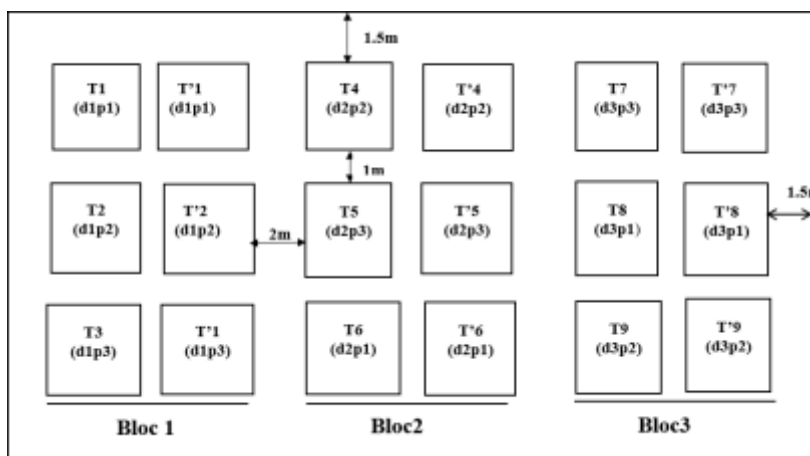 1.5m
T1
(d1p1)
T'1
(d1p1)
T4
(d2p2)
T'4
(d2p2)
T7
(d3p3)
T'7
(d3p3)
1m
T2
(d1p2)
T'2
(d1p2)
2m
T5
(d2p3)
T'5
(d2p3)
T8
(d3p1)
T'8
(d3p1)
1.5m
T3
(d1p3)
T'1
(d1p3)
T6
(d2p1)
T'6
(d2p1)
T9
(d3p2)
T'9
(d3p2)
Bloc 1
Bloc2
Bloc3